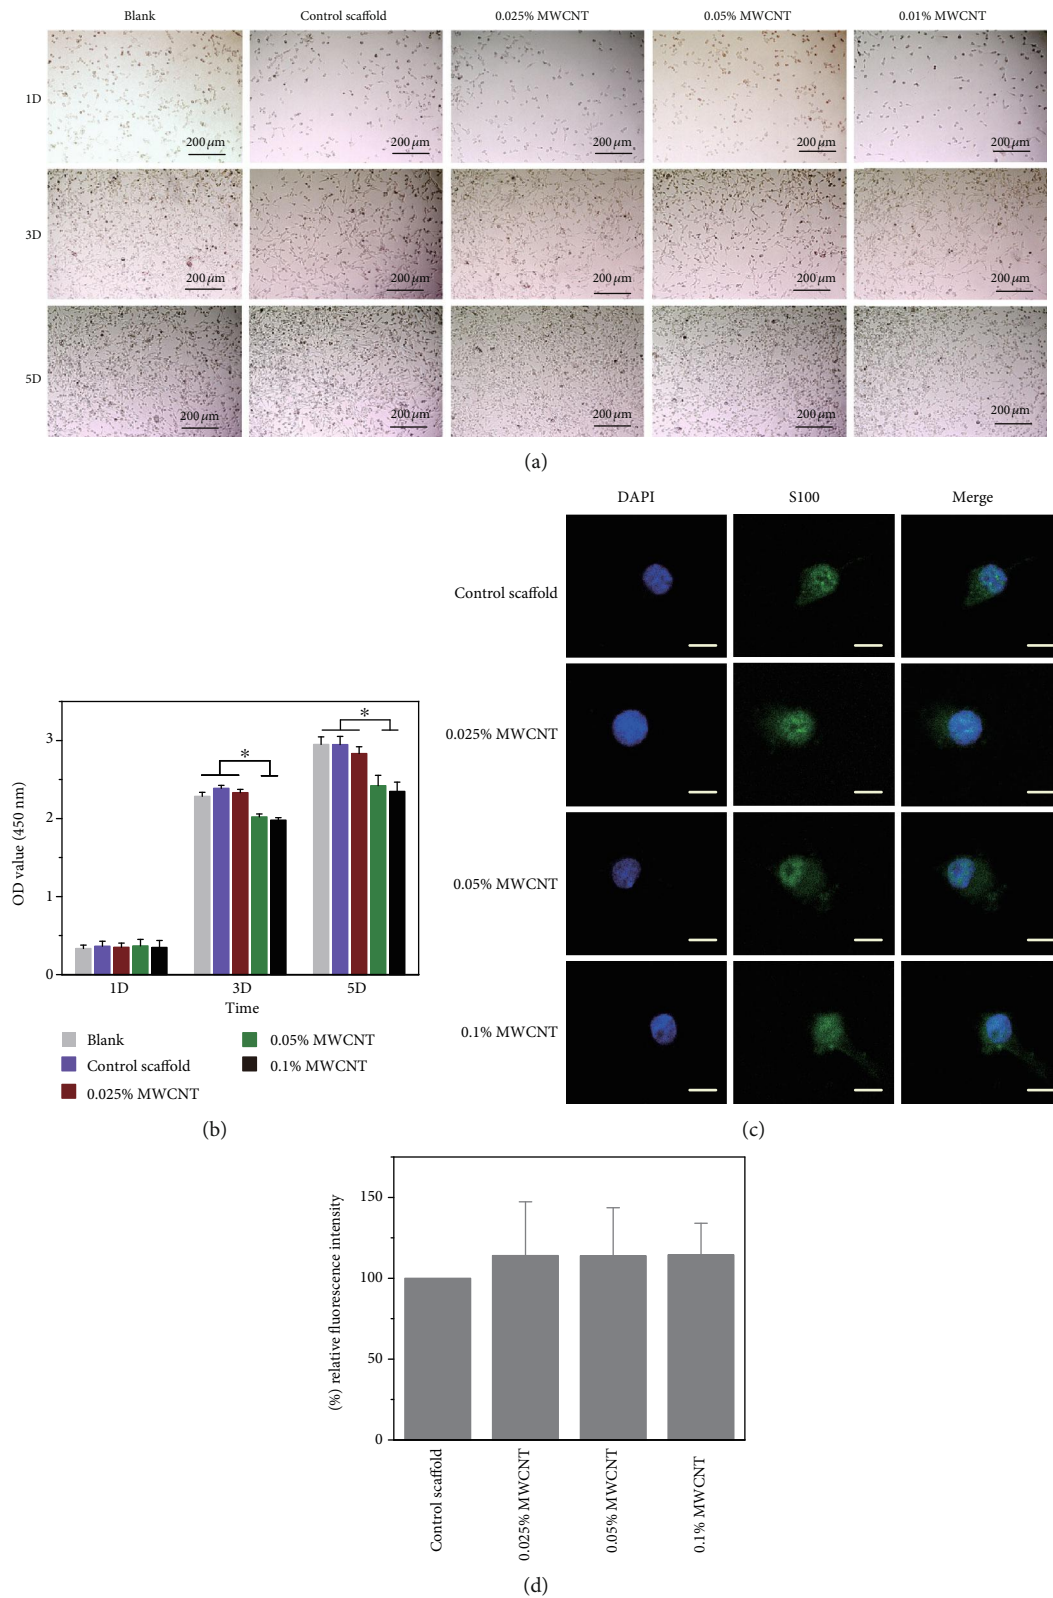 Blank Control scaffold 0.025% MWCNT 0.05% MWCNT 0.01% MWCNT
1D
200 μm 200 μm 200 μm 200 μm 200 μm
3D
200 μm 200 μm 200 μm 200 μm 200 μm
5D
200 μm 200 μm 200 μm 200 μm 200 μm
(a)
DAPI S100 Merge
Control scaffold
0.025% MWCNT
0.05% MWCNT
0.1% MWCNT
(c)
OD value (450 nm)
3
2
1
0
* *
1D 3D 5D
Time
Blank
Control scaffold
0.025% MWCNT
0.05% MWCNT
0.1% MWCNT
(b)
(%) relative fluorescence intensity
150
100
50
0
Control scaffold
0.025% MWCNT
0.05% MWCNT
0.1% MWCNT
(d)